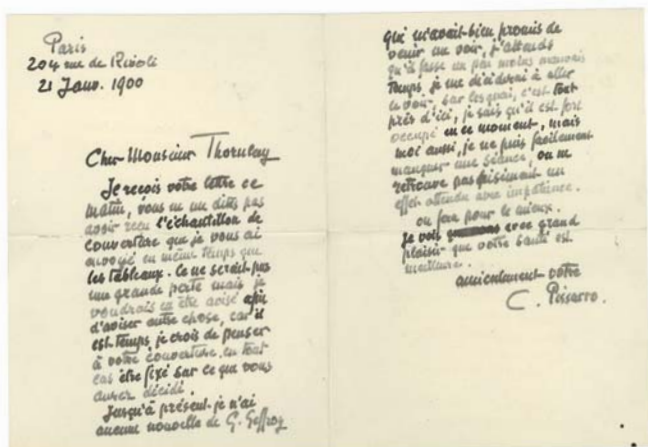 Paris
204 rue de Rivoli
21 Janv. 1900
Cher Monsieur Thornley
Je reçois votre lettre ce
matin, vous ne me dites pas
avoir reçu l'échantillon de
couverture que je vous ai
envoyé en même temps que
les tableaux. Ce ne serait pas
une grande perte mais je
voudrais en être avisé afin
d'aviser autre chose, car il
est temps, je crois de penser
à votre couverture. en tout
cas être fixé sur ce que vous
aurez décidé.
Jusqu'à présent je n'ai
aucune nouvelle de G. Geffroy
qui m'avait bien promis de
venir me voir, j'attends
qu'il fasse un peu moins mauvais
temps, je me déciderai à aller
le voir, sur les quai, c'est tout
près d'ici, je sais qu'il est fort
occupé en ce moment, mais
moi aussi, je ne puis facilement
manquer une séance, on ne
retrouve pas aisément un
effet attendu avec impatience.
on fera pour le mieux.
Je vois avec grand
plaisir que votre santé est
meilleure.
amicalement votre
C. Pissarro.